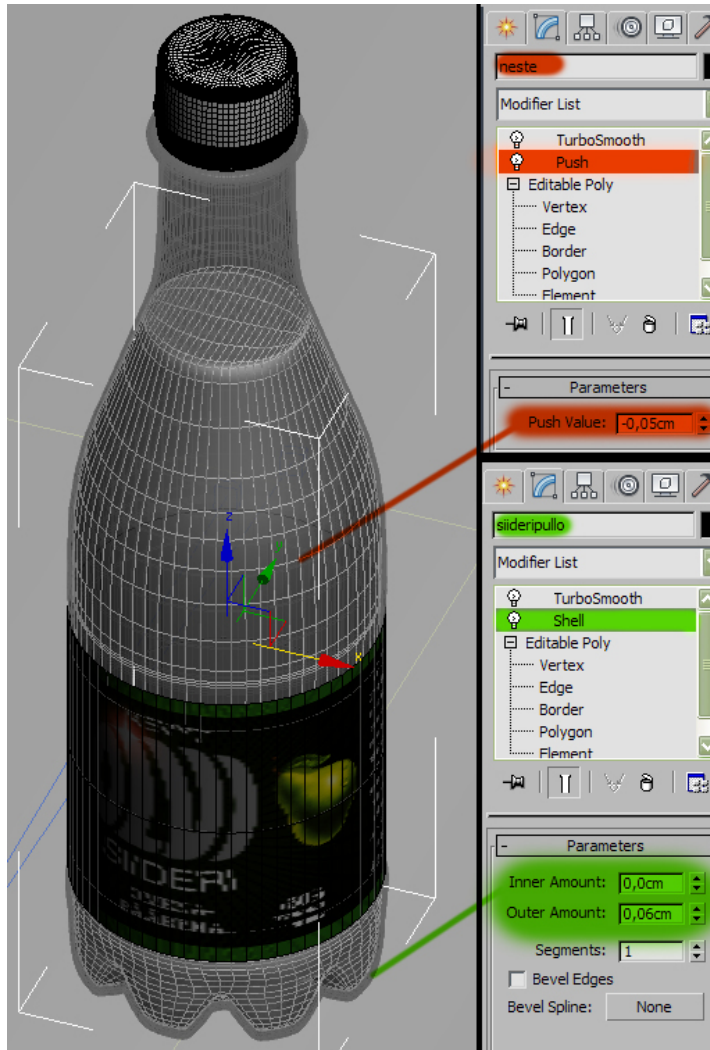 neste
Modifier List
TurboSmooth
Push
Editable Poly
Vertex
Edge
Border
Polygon
Element
- Parameters
Push Value: -0,05cm
siideripullo
Modifier List
TurboSmooth
Shell
Editable Poly
Vertex
Edge
Border
Polygon
Element
- Parameters
Inner Amount: 0,0cm
Outer Amount: 0,06cm
Segments: 1
Bevel Edges
Bevel Spline: None
z
x
SIIDERI